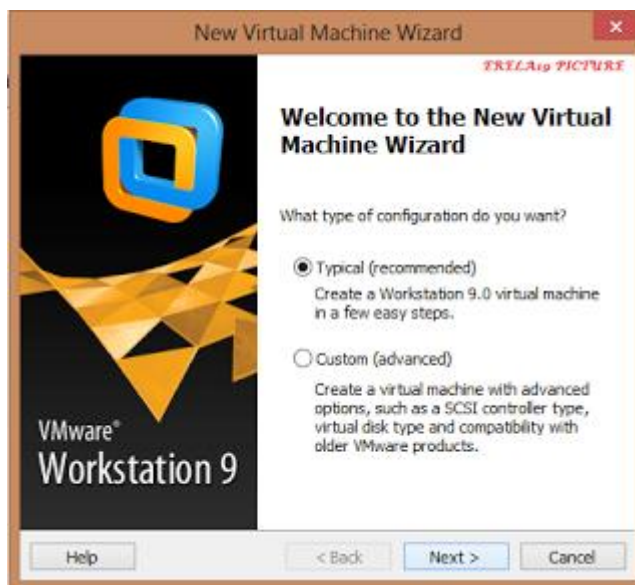 New Virtual Machine Wizard
x
TRELA19 PICTURE
Welcome to the New Virtual
Machine Wizard
What type of configuration do you want?
Typical (recommended)
Create a Workstation 9.0 virtual machine
in a few easy steps.
Custom (advanced)
Create a virtual machine with advanced
options, such as a SCSI controller type,
virtual disk type and compatibility with
older VMware products.
VMware®
Workstation 9
Help
< Back
Next >
Cancel